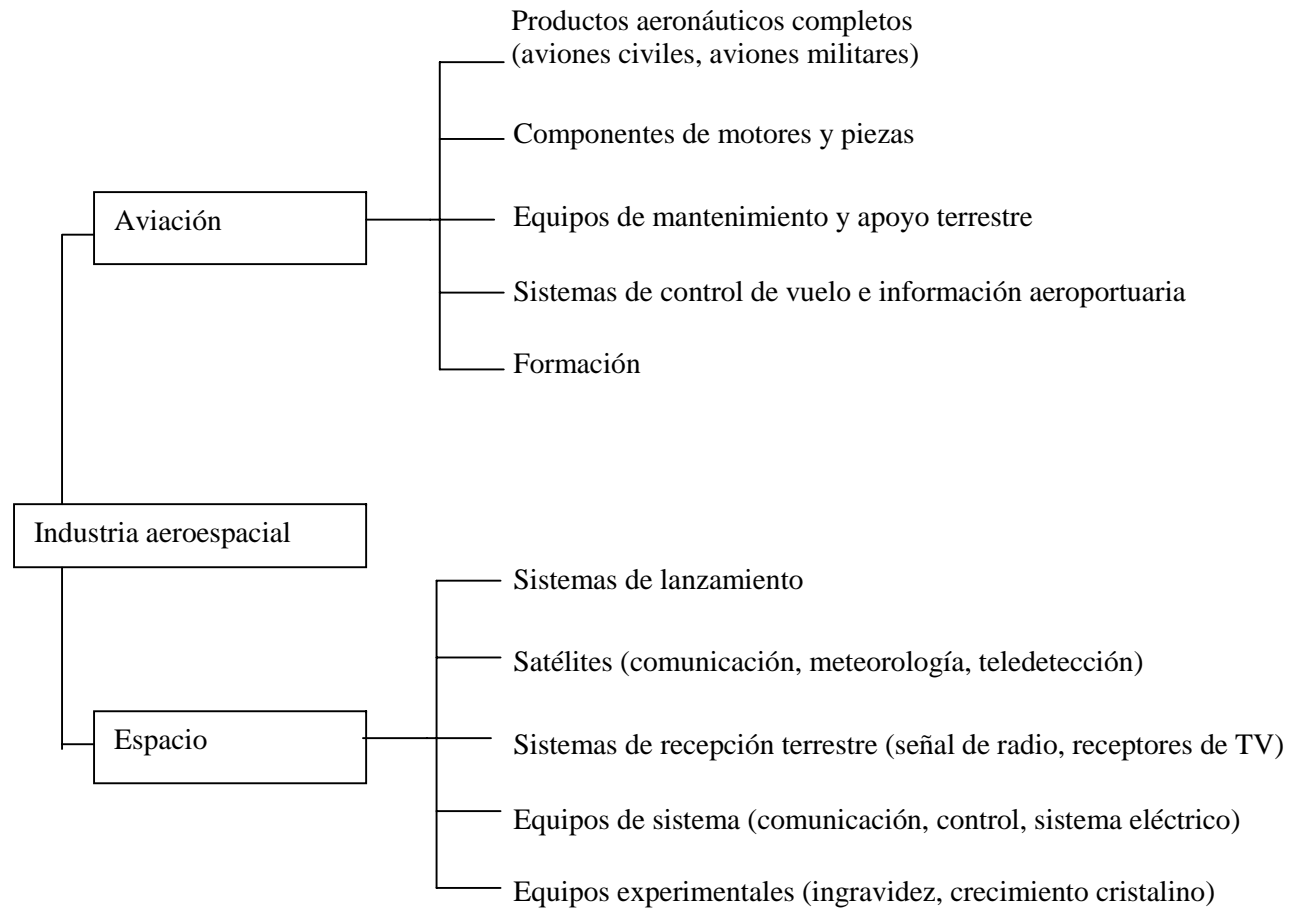 Productos aeronáuticos completos
(aviones civiles, aviones militares)
Componentes de motores y piezas
Aviación
Equipos de mantenimiento y apoyo terrestre
Sistemas de control de vuelo e información aeroportuaria
Formación
Industria aeroespacial
Sistemas de lanzamiento
Satélites (comunicación, meteorología, teledetección)
Espacio
Sistemas de recepción terrestre (señal de radio, receptores de TV)
Equipos de sistema (comunicación, control, sistema eléctrico)
Equipos experimentales (ingravidez, crecimiento cristalino)